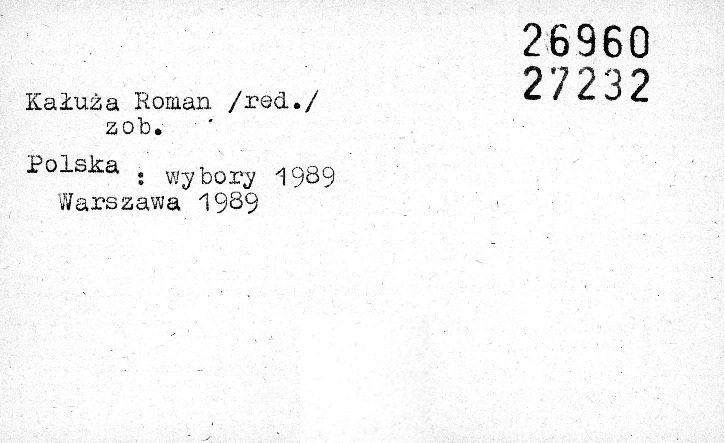 26960
27232
Kałuża Roman /red./
zob.
Polska : wybory 1989
Warszawa 1989